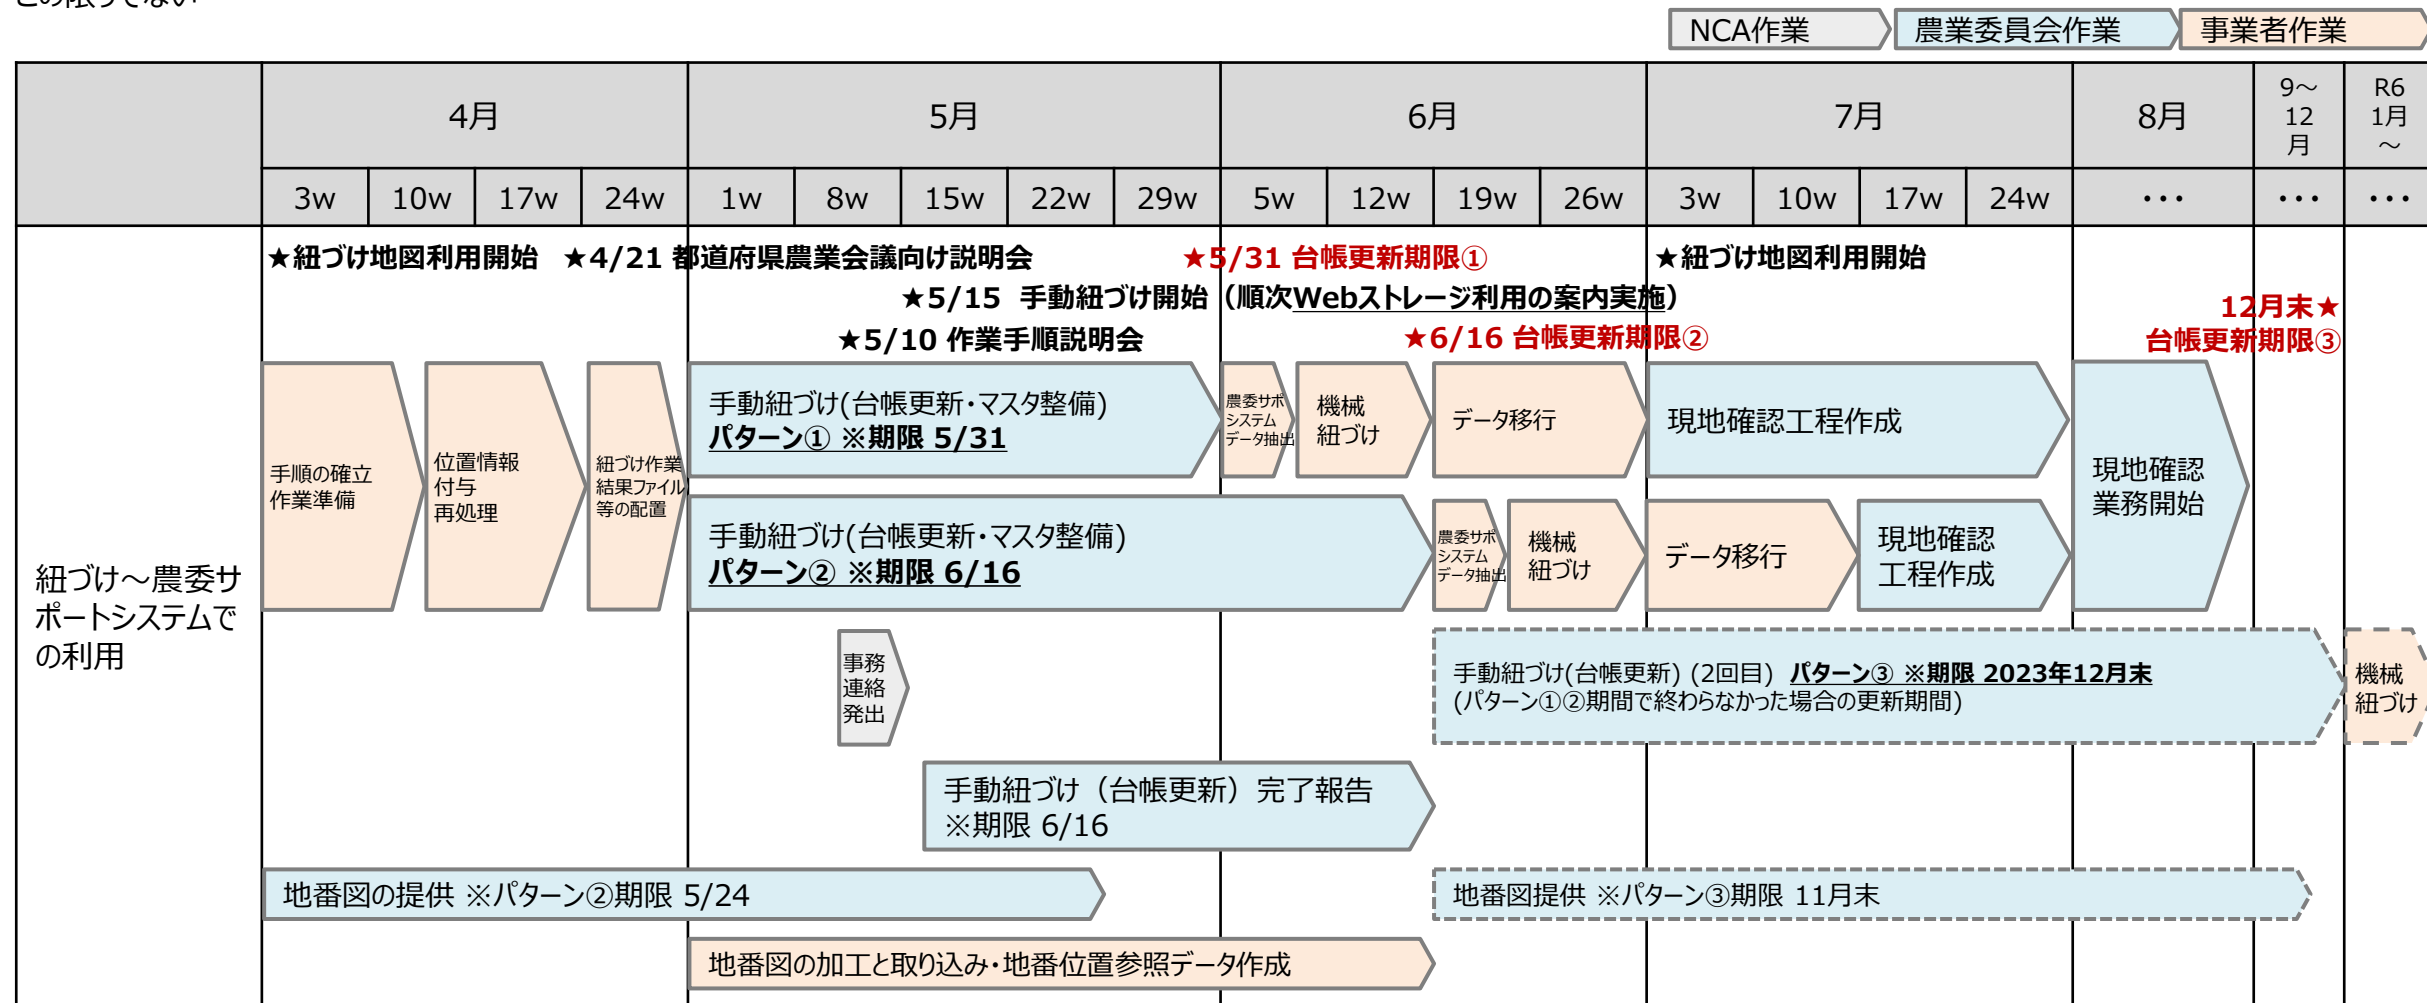 この限りでない
NCA作業
農業委員会作業
事業者作業
4月
5月
6月
7月
8月
9～
12
月
R6
1月
～
3w
10w
17w
24w
1w
8w
15w
22w
29w
5w
12w
19w
26w
3w
10w
17w
24w
･･･
･･･
･･･
紐づけ～農委サ
ポートシステムで
の利用
★紐づけ地図利用開始
★4/21 都道府県農業会議向け説明会
★5/31 台帳更新期限①
★紐づけ地図利用開始
★5/15 手動紐づけ開始（順次Webストレージ利用の案内実施）
★5/10 作業手順説明会
★6/16 台帳更新期限②
12月末★
台帳更新期限③
手順の確立
作業準備
位置情報
付与
再処理
紐づけ作業
結果ファイル
等の配置
手動紐づけ(台帳更新･マスタ整備)
パターン① ※期限 5/31
農委サポ
システム
データ抽出
機械
紐づけ
データ移行
現地確認工程作成
現地確認
業務開始
手動紐づけ(台帳更新･マスタ整備)
パターン② ※期限 6/16
農委サポ
システム
データ抽出
機械
紐づけ
データ移行
現地確認
工程作成
事務
連絡
発出
手動紐づけ(台帳更新) (2回目) パターン③ ※期限 2023年12月末
(パターン①②期間で終わらなかった場合の更新期間)
機械
紐づけ
手動紐づけ（台帳更新）完了報告
※期限 6/16
地番図の提供 ※パターン②期限 5/24
地番図提供 ※パターン③期限 11月末
地番図の加工と取り込み･地番位置参照データ作成